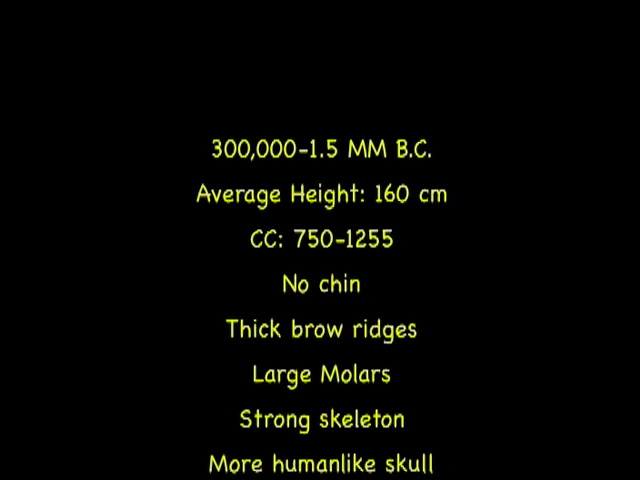 300,000-1.5 MM B.C.
Average Height: 160 cm
CC: 750-1255
No chin
Thick brow ridges
Large Molars
Strong skeleton
More humanlike skull